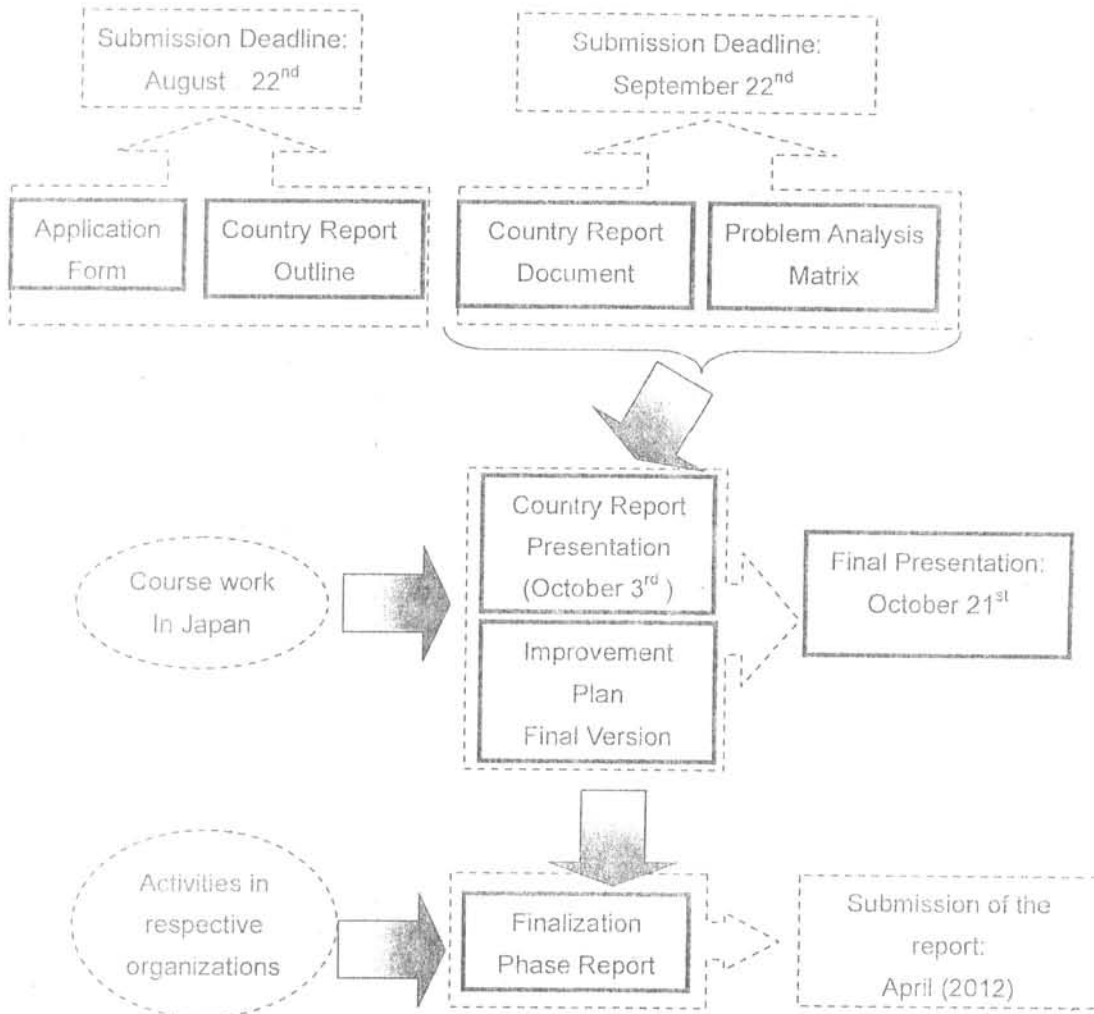 Submission Deadline:
August 22nd
Submission Deadline:
September 22nd
Application
Form
Country Report
Outline
Country Report
Document
Problem Analysis
Matrix
Country Report
Presentation
(October 3rd )
Course work
In Japan
Final Presentation:
October 21st
Improvement
Plan
Final Version
Activities in
respective
organizations
Finalization
Phase Report
Submission of the
report:
April (2012)